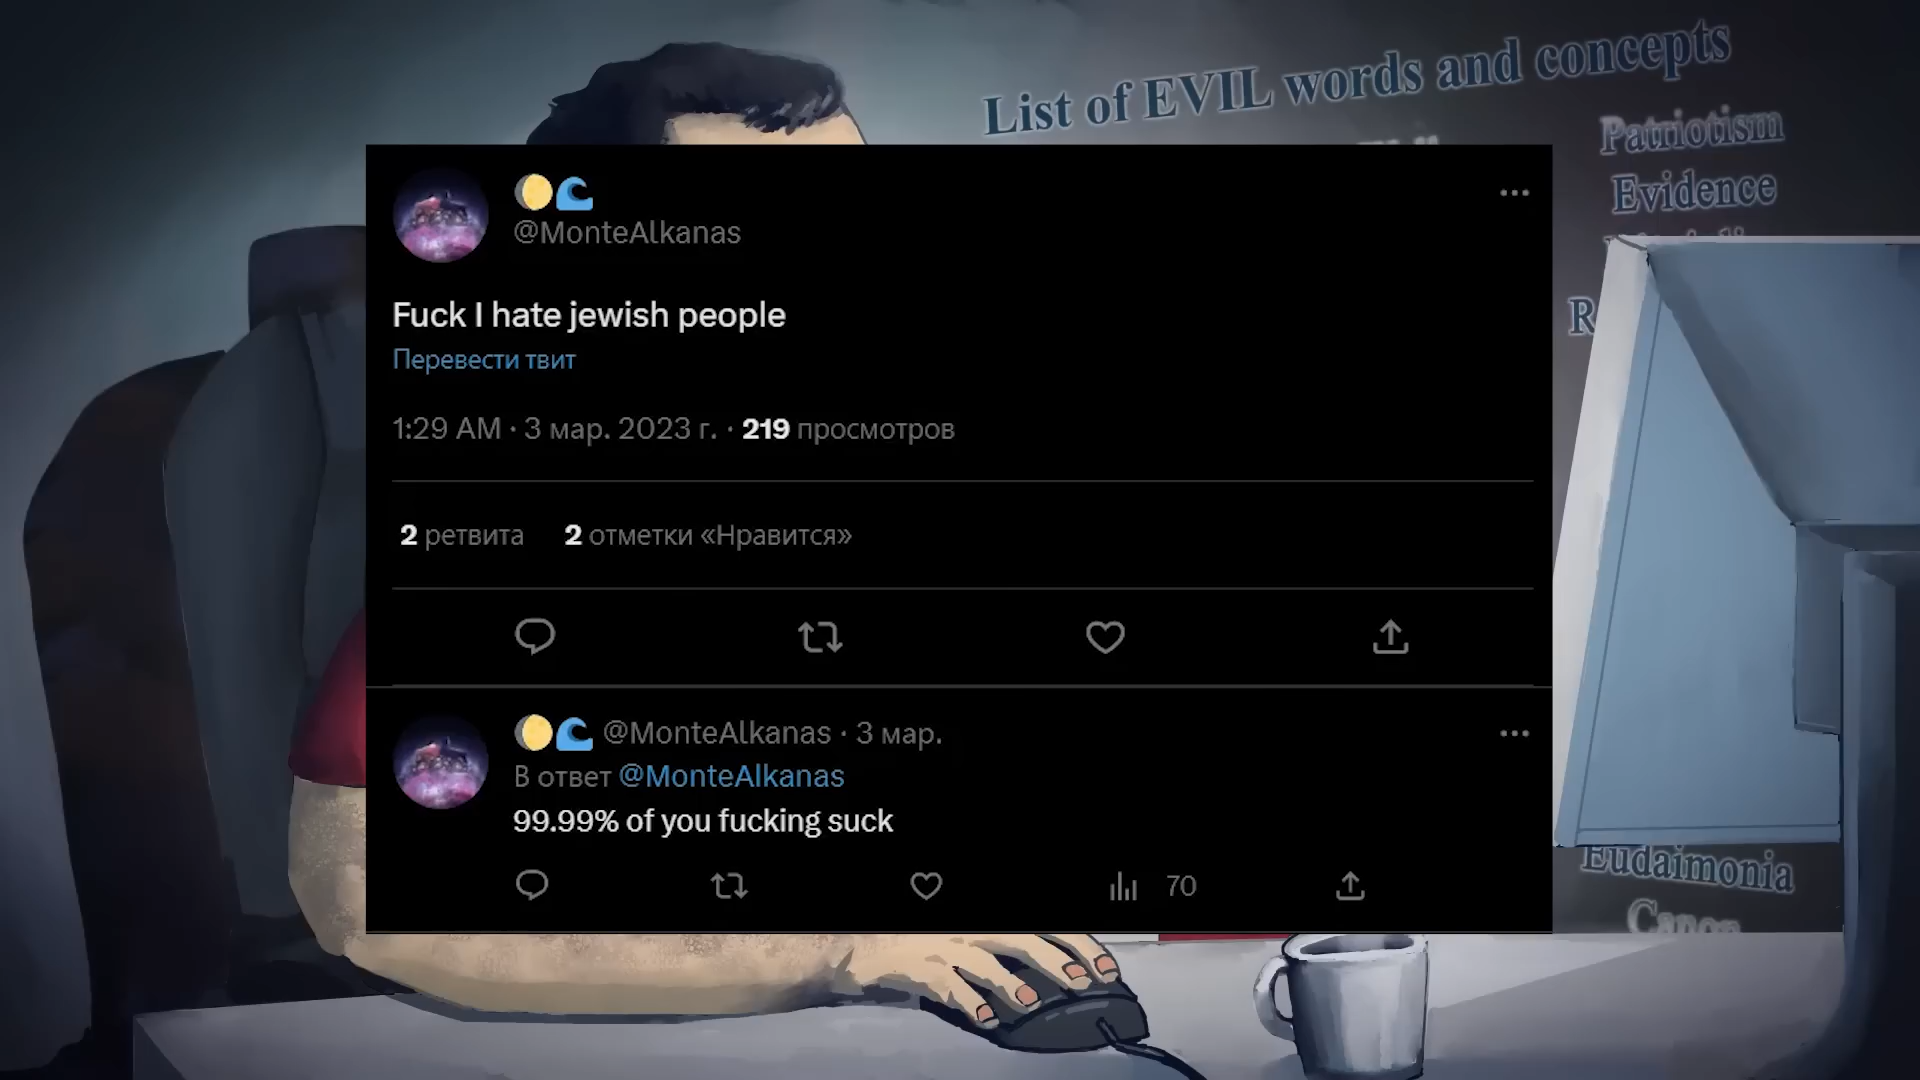 List of EVIL words and concepts
Patriotism
Evidence
@MonteAlkanas
Fuck I hate jewish people
Перевести твит
1:29 AM · 3 мар. 2023 г. · 219 просмотров
2 ретвита 2 отметки «Нравится»
@MonteAlkanas · 3 мар.
В ответ @MonteAlkanas
99.99% of you fucking suck
70
Eudaimonia
Canon